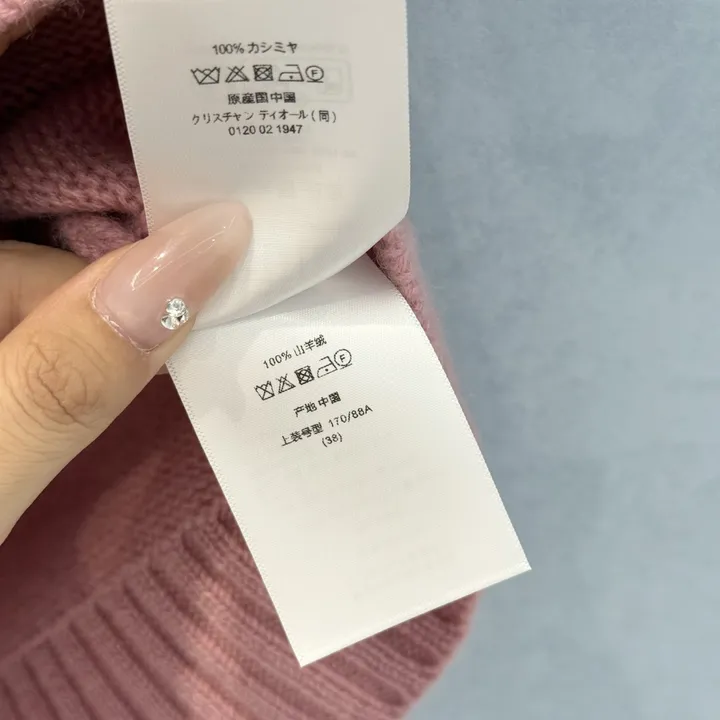 100% カシミヤ
F
原産国中国
クリスチャン ディオール(同)
0120 02 1947
100% 山羊绒
F
产地 中国
上装号型 170/88A
(38)